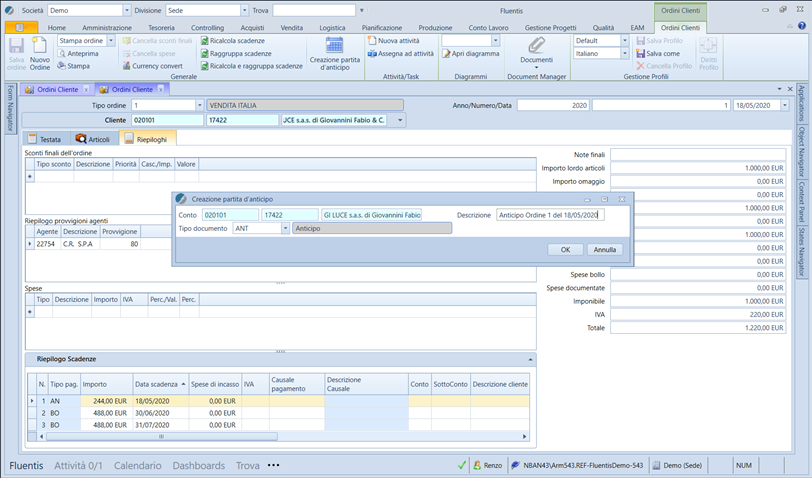 Società Demo Divisione Sede Trova Fluentis Ordini Clienti
Home Amministrazione Tesoreria Controlling Acquisti Vendita Logistica Pianificazione Produzione Conto Lavoro Gestione Progetti Qualità EAM Ordini Clienti
Salva ordine
Nuovo Ordine
Stampa ordine
Anteprima
Stampa
Cancella sconti finali
Cancella spese
Currency convert
Ricalcola scadenze
Raggruppa scadenze
Ricalcola e raggruppa scadenze
Creazione partita d'anticipo
Nuova attività
Assegna ad attività
Apri diagramma
Documenti
Default
Italiano
Salva Profilo
Salva come
Cancella Profilo
Diritti Profilo
Generale Attività/Task Diagrammi Document Manager Gestione Profili
Form Navigator
Ordini Cliente x Ordini Cliente x
Tipo ordine 1 VENDITA ITALIA Anno/Numero/Data 2020 1 18/05/2020
Cliente 020101 17422 JCE s.a.s. di Giovannini Fabio & C.
Testata Articoli Riepiloghi
Applications Object Navigator Context Panel States Navigator
Sconti finali dell'ordine
Tipo sconto Descrizione Priorità Casc./Imp. Valore
Note finali
Importo lordo articoli 1.000,00 EUR
Importo omaggio 0,00 EUR
0,00 EUR
1.000,00 EUR
0,00 EUR
1.000,00 EUR
0,00 EUR
0,00 EUR
Spese bollo 0,00 EUR
Spese documentate 0,00 EUR
Imponibile 1.000,00 EUR
IVA 220,00 EUR
Totale 1.220,00 EUR
Creazione partita d'anticipo
Conto 020101 17422 GI LUCE s.a.s. di Giovannini Fabio Descrizione Anticipo Ordine 1 del 18/05/2020
Tipo documento ANT Anticipo
OK Annulla
Riepilogo provvigioni agenti
Agente Descrizione Provvigione
22754 C.R. S.P.A .80
Spese
Tipo Descrizione Importo IVA Perc./Val. Perc.
Riepilogo Scadenze
N. Tipo pag. Importo Data scadenza Spese di incasso IVA Causale pagamento Descrizione Causale Conto SottoConto Descrizione cliente
1 AN 244,00 EUR 18/05/2020 0,00 EUR
2 BO 488,00 EUR 30/06/2020 0,00 EUR
3 BO 488,00 EUR 31/07/2020 0,00 EUR
Fluentis Attività 0/1 Calendario Dashboards Trova ••• Renzo NBAN43\Arm543.REF-FluentisDemo-543 Demo (Sede) NUM